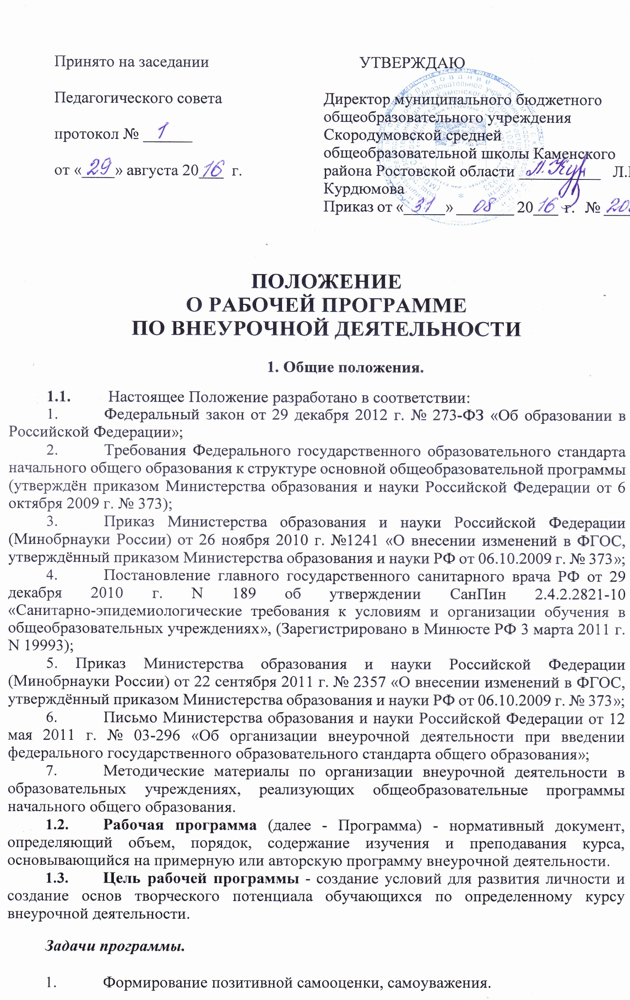 Принято на заседании
Педагогического совета
протокол № 1
от «29» августа 2016 г.
УТВЕРЖДАЮ
Директор муниципального бюджетного
общеобразовательного учреждения
Скородумовской средней
общеобразовательной школы Каменского
района Ростовской области Л.
Курдюмова
Приказ от «31» 08 2016 г. №
ПОЛОЖЕНИЕ
О РАБОЧЕЙ ПРОГРАММЕ
ПО ВНЕУРОЧНОЙ ДЕЯТЕЛЬНОСТИ
1. Общие положения.
1.1. Настоящее Положение разработано в соответствии:
1. Федеральный закон от 29 декабря 2012 г. № 273-ФЗ «Об образовании в
Российской Федерации»;
2. Требования Федерального государственного образовательного стандарта
начального общего образования к структуре основной общеобразовательной программы
(утверждён приказом Министерства образования и науки Российской Федерации от 6
октября 2009 г. № 373);
3. Приказ Министерства образования и науки Российской Федерации
(Минобрнауки России) от 26 ноября 2010 г. №1241 «О внесении изменений в ФГОС,
утверждённый приказом Министерства образования и науки РФ от 06.10.2009 г. № 373»;
4. Постановление главного государственного санитарного врача РФ от 29
декабря 2010 г. N 189 об утверждении СанПин 2.4.2.2821-10
«Санитарно-эпидемиологические требования к условиям и организации обучения в
общеобразовательных учреждениях», (Зарегистрировано в Минюсте РФ 3 марта 2011 г.
N 19993);
5. Приказ Министерства образования и науки Российской Федерации
(Минобрнауки России) от 22 сентября 2011 г. № 2357 «О внесении изменений в ФГОС,
утверждённый приказом Министерства образования и науки РФ от 06.10.2009 г. № 373»;
6. Письмо Министерства образования и науки Российской Федерации от 12
мая 2011 г. № 03-296 «Об организации внеурочной деятельности при введении
федерального государственного образовательного стандарта общего образования»;
7. Методические материалы по организации внеурочной деятельности в
образовательных учреждениях, реализующих общеобразовательные программы
начального общего образования.
1.2. Рабочая программа (далее - Программа) - нормативный документ,
определяющий объем, порядок, содержание изучения и преподавания курса,
основывающийся на примерную или авторскую программу внеурочной деятельности.
1.3. Цель рабочей программы - создание условий для развития личности и
создание основ творческого потенциала обучающихся по определенному курсу
внеурочной деятельности.
Задачи программы.
1. Формирование позитивной самооценки, самоуважения.